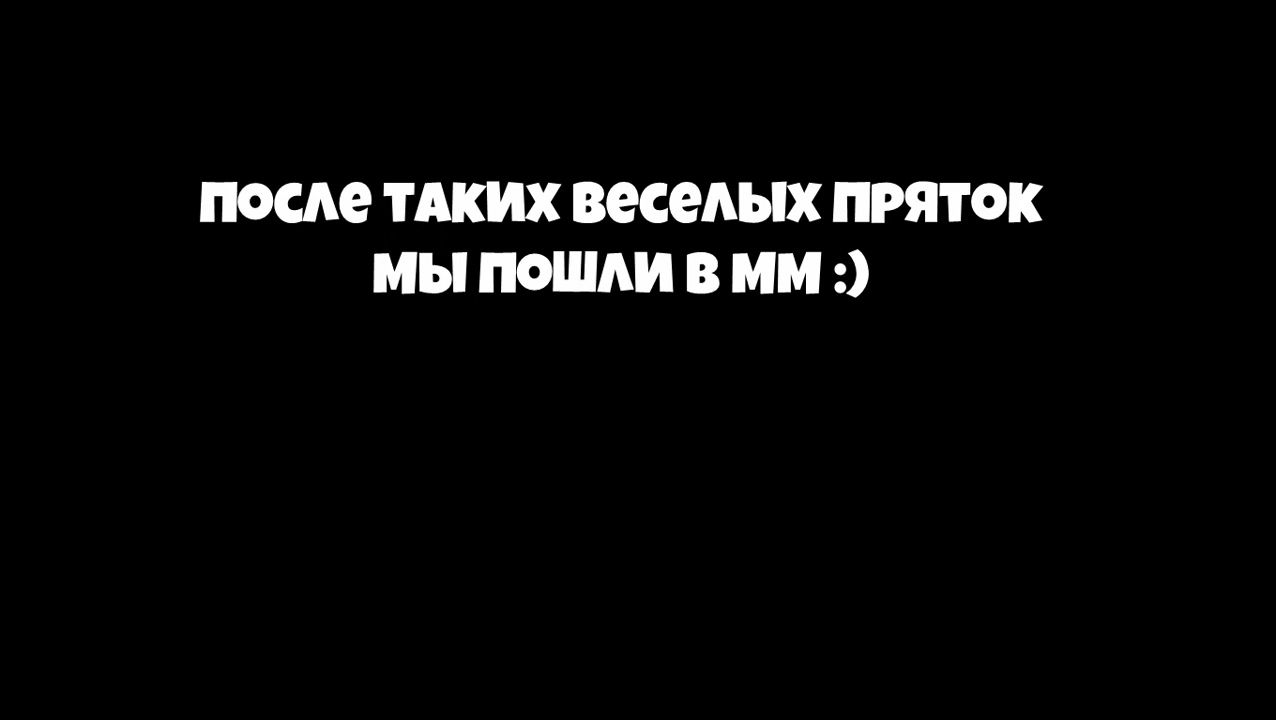 После таких веселых пряток
мы пошли в мм :)